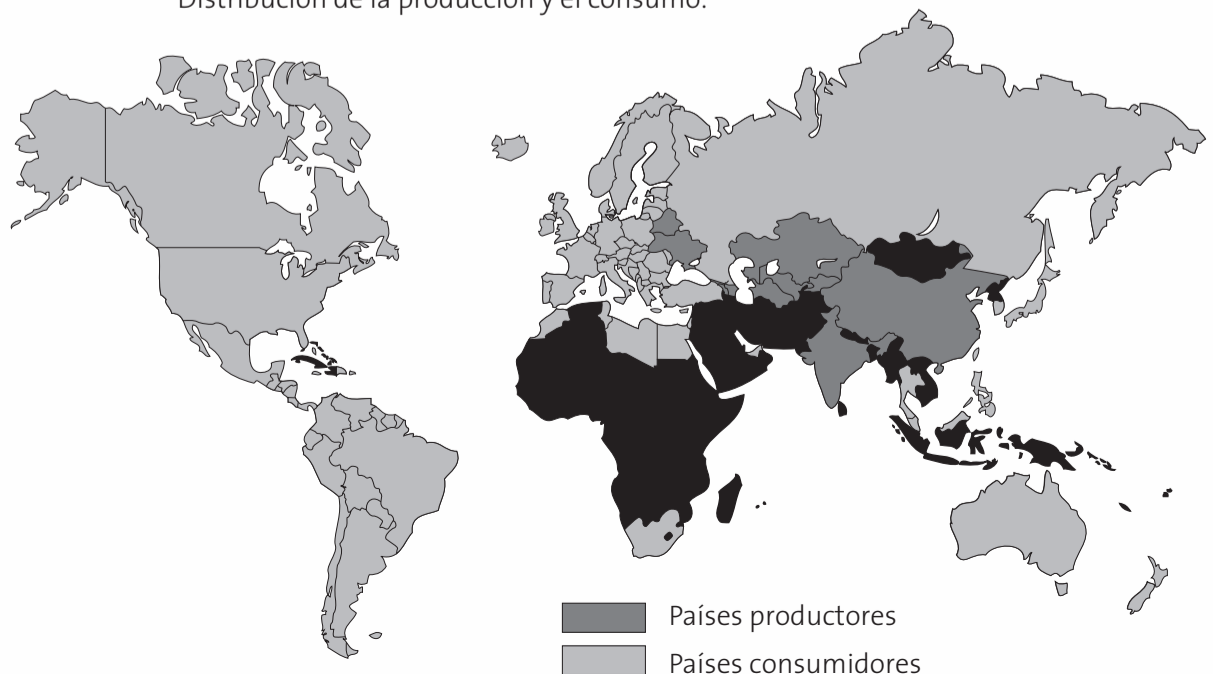 Distribución de la producción y el consumo.
Países productores
Países consumidores